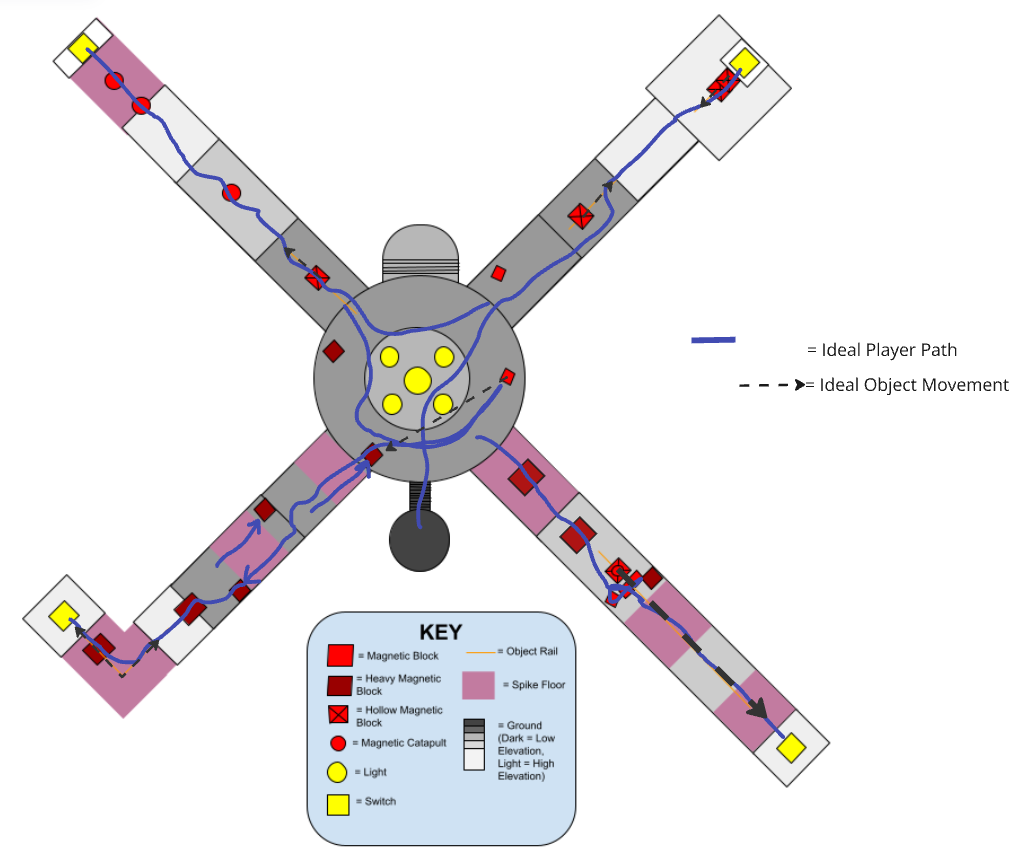 = Ideal Player Path
= Ideal Object Movement
KEY
= Magnetic Block
= Heavy Magnetic
Block
= Hollow Magnetic
Block
= Magnetic Catapult
= Light
= Switch
= Object Rail
= Spike Floor
= Ground
(Dark = Low
Elevation,
Light = High
Elevation)